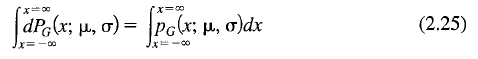 ∫_{x=-∞}^{x=∞} dP_G(x; μ, σ) = ∫_{x=-∞}^{x=∞} p_G(x; μ, σ)dx (2.25)